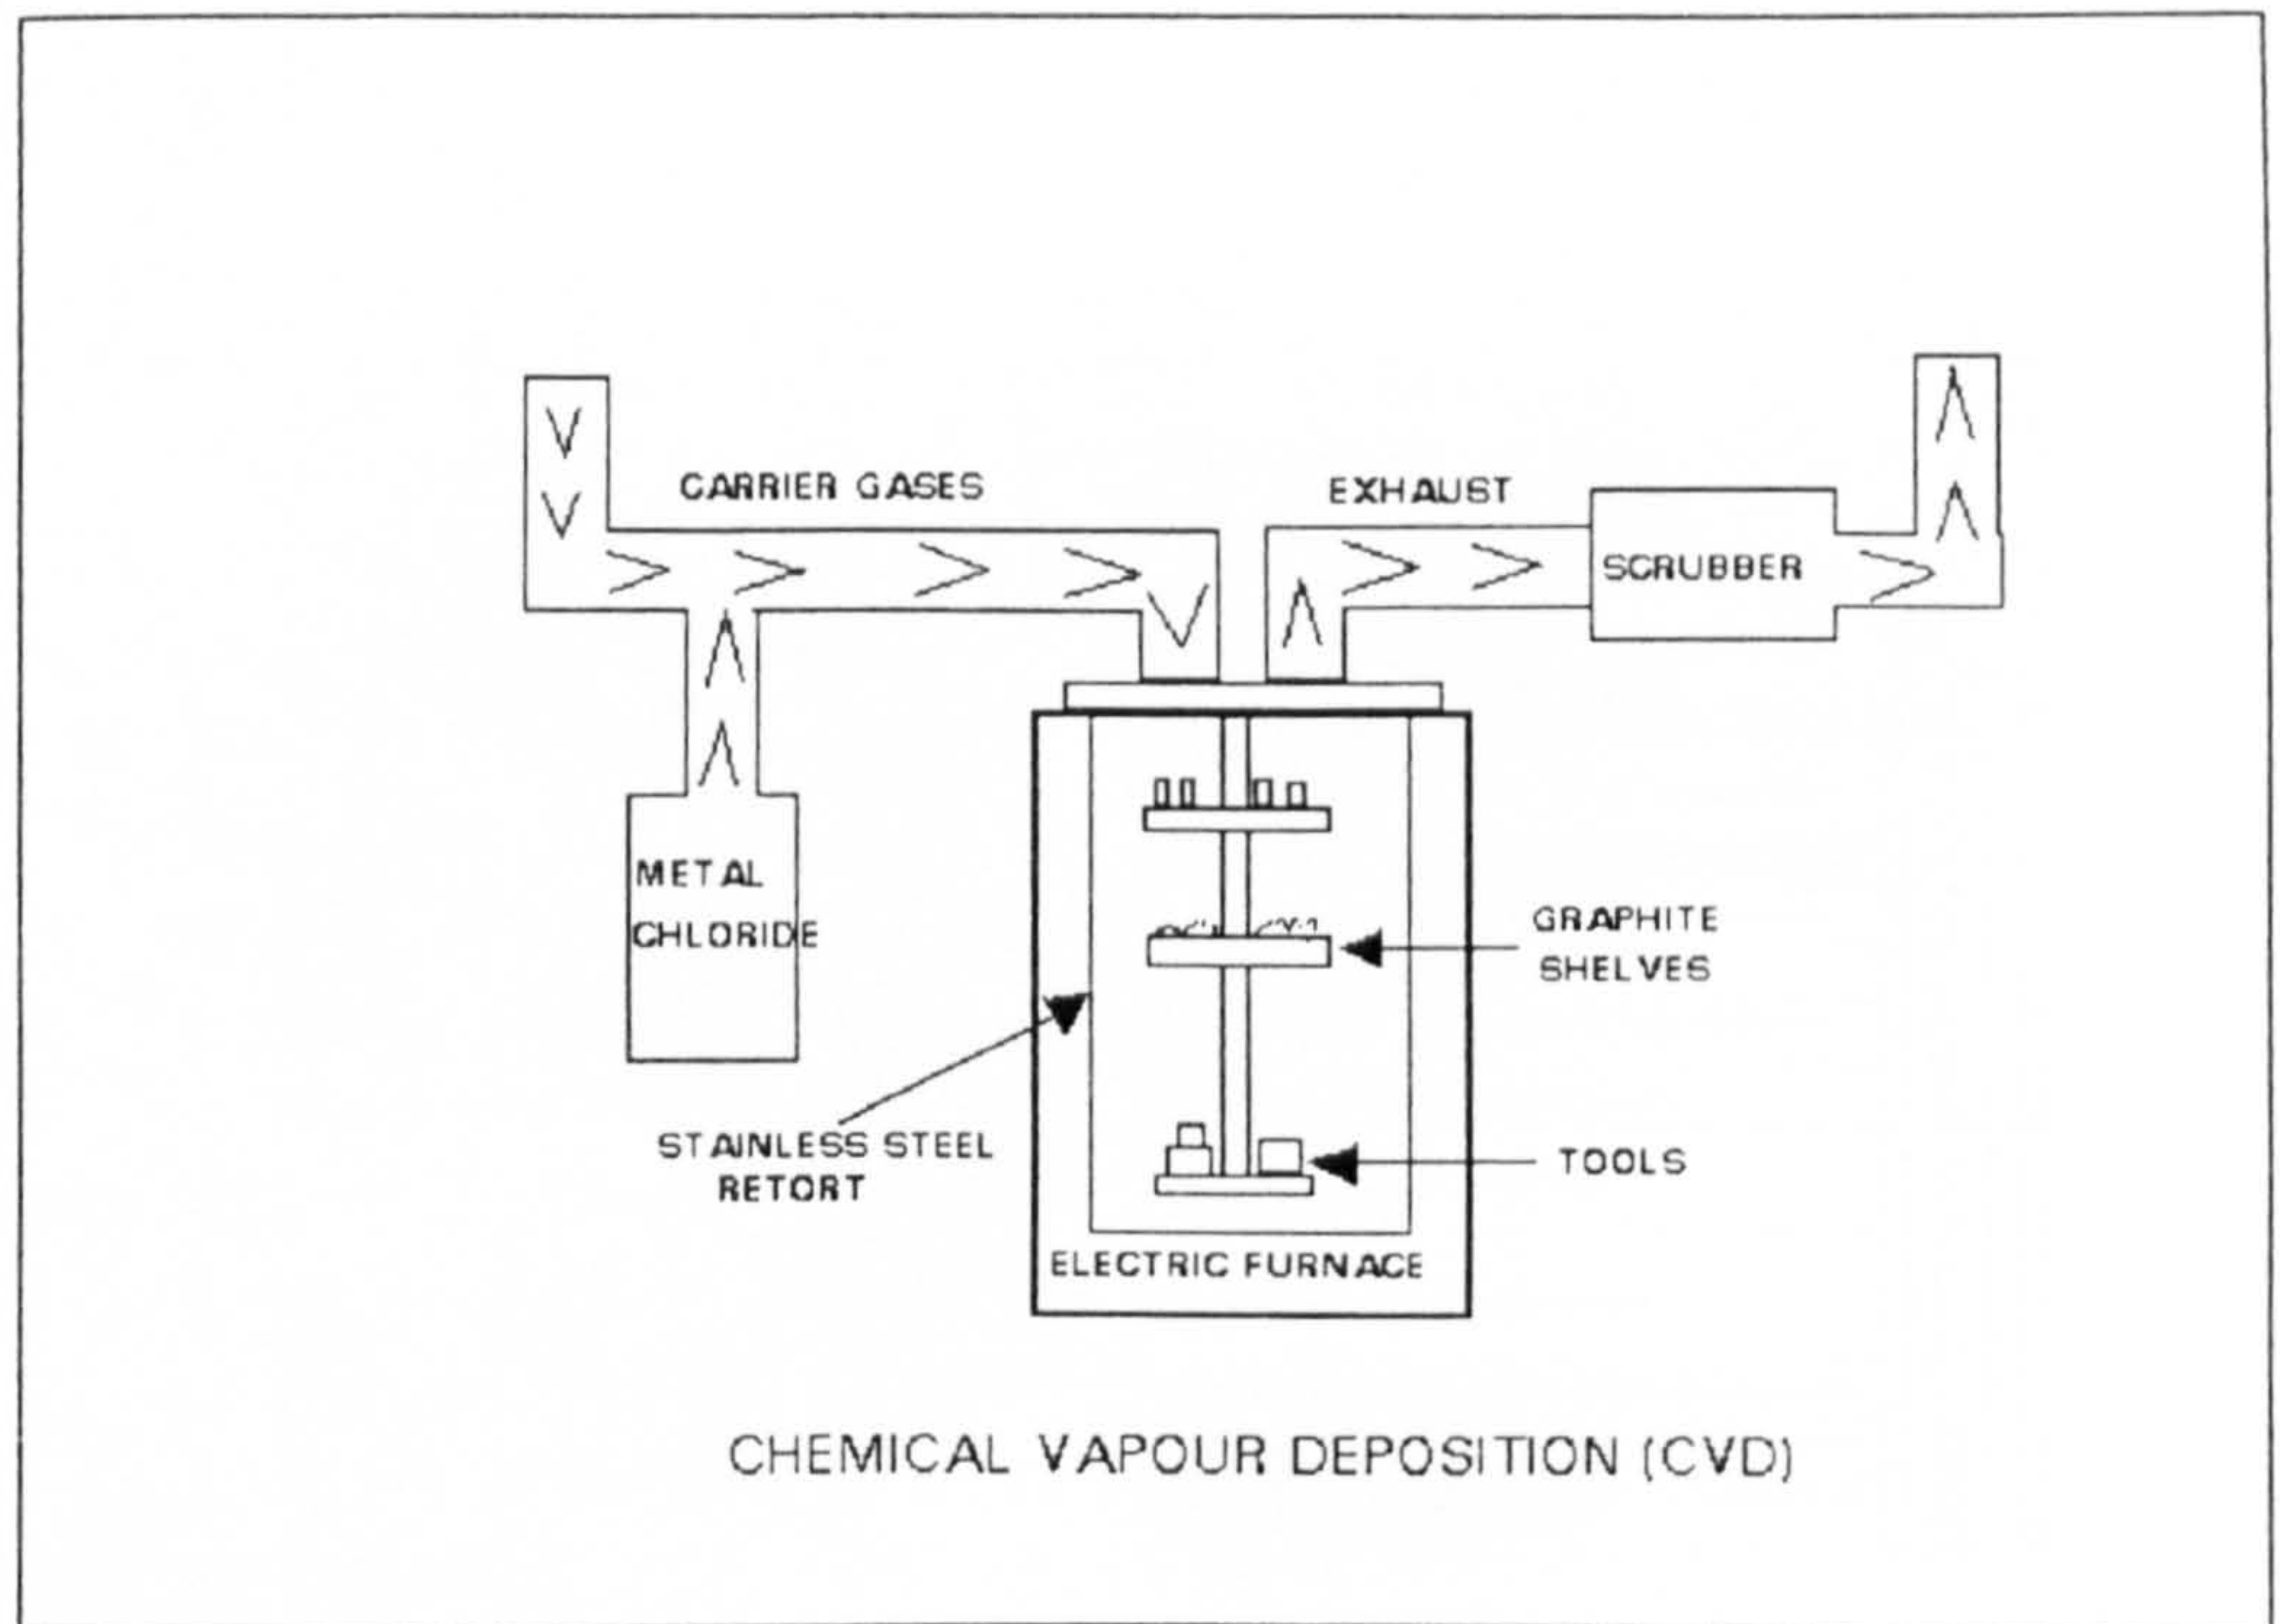 CARRIER GASES
EXHAUST
SCRUBBER
METAL
CHLORIDE
GRAPHITE
SHELVES
STAINLESS STEEL
RETORT
TOOLS
ELECTRIC FURNACE
CHEMICAL VAPOUR DEPOSITION (CVD)